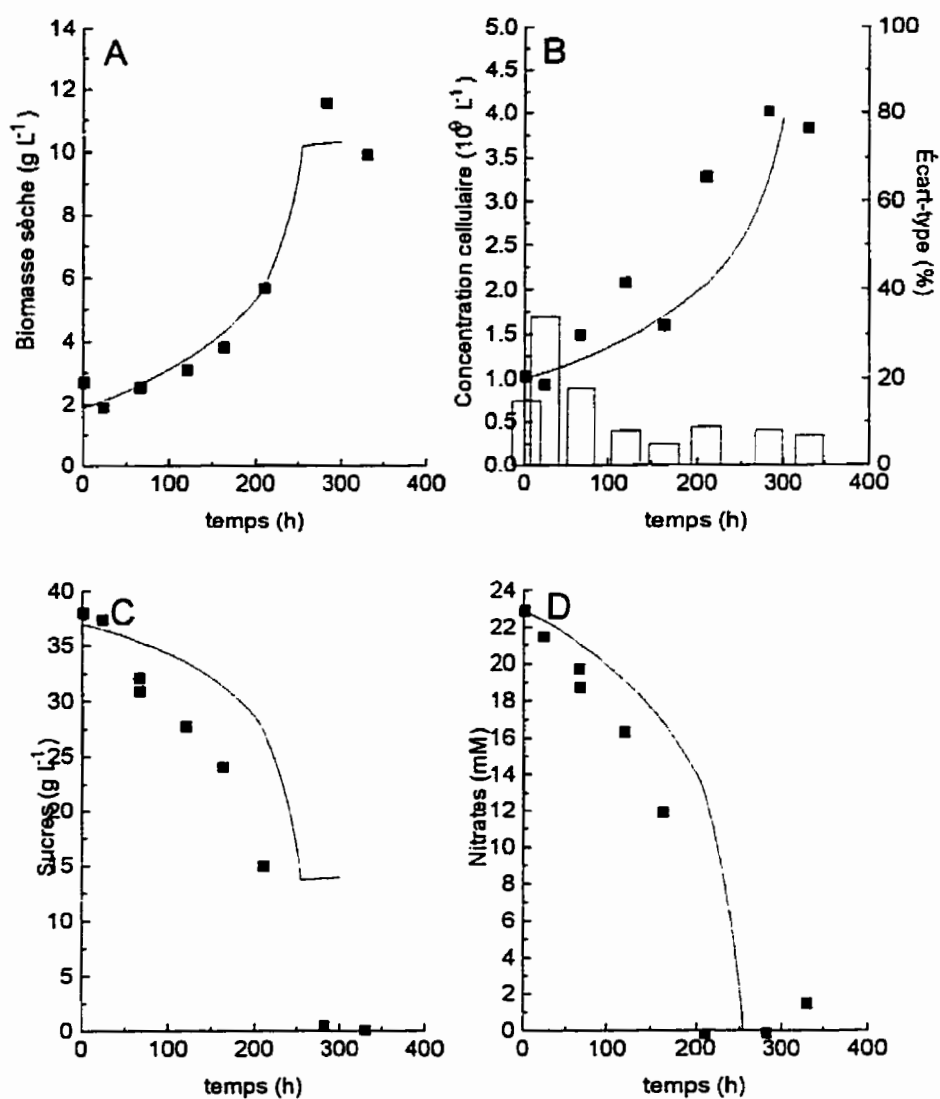 A
Biomasse sèche (g L⁻¹)
14
12
10
8
6
4
2
0
0 100 200 300 400
temps (h)
B
Concentration cellulaire (10⁹ L⁻¹)
5.0
4.5
4.0
3.5
3.0
2.5
2.0
1.5
1.0
0.5
0.0
100
80
60
40
20
0
Écart-type (%)
0 100 200 300 400
temps (h)
C
Sucres (g L⁻¹)
40
35
30
25
20
15
10
5
0
0 100 200 300 400
temps (h)
D
Nitrates (mM)
24
22
20
18
16
14
12
10
8
6
4
2
0
0 100 200 300 400
temps (h)